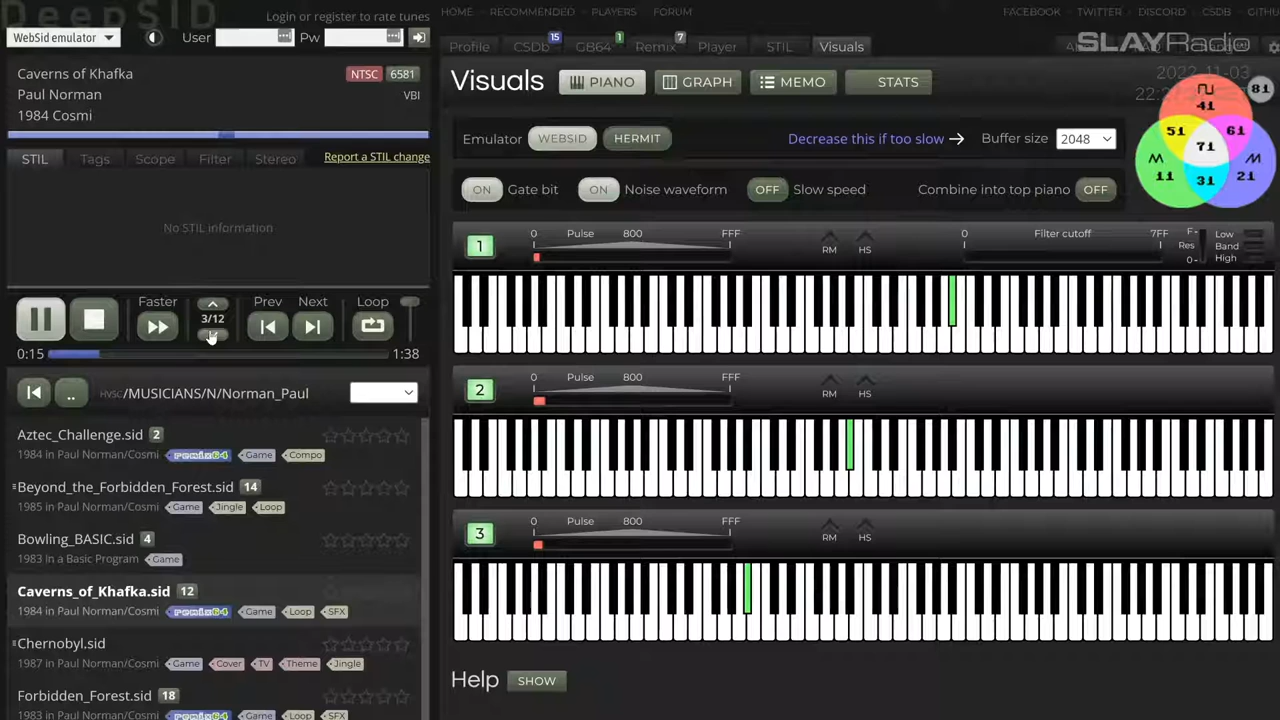 DeepSID
Login or register to rate tunes
WebSid emulator
User
Pw
Caverns of Khafka
NTSC 6581
Paul Norman
VBI
1984 Cosmi
STIL Tags Scope Filter Stereo
Report a STIL change
No STIL information
Faster
3/12
Prev Next
Loop
0:15
1:38
HVSC/MUSICIANS/N/Norman_Paul
Aztec_Challenge.sid 2
1984 in Paul Norman/Cosmi remix64 Game Compo
Beyond_the_Forbidden_Forest.sid 14
1985 in Paul Norman/Cosmi Game Jingle Loop
Bowling_BASIC.sid 4
1983 in a Basic Program Game
Caverns_of_Khafka.sid 12
1984 in Paul Norman/Cosmi remix64 Game Loop SFX
Chernobyl.sid
1987 in Paul Norman/Cosmi Game Cover TV Theme Jingle
Forbidden_Forest.sid 18
1983 in Paul Norman/Cosmi remix64 Game Loop SFX
HOME RECOMMENDED PLAYERS FORUM
FACEBOOK TWITTER DISCORD CSDB
Profile CSDb 15 GB64 1 Remix 7 Player STIL Visuals
SLAYRadio
2022-11-03
Visuals PIANO GRAPH MEMO STATS
Emulator WEBSID HERMIT
Decrease this if too slow
Buffer size 2048
ON Gate bit ON Noise waveform OFF Slow speed
Combine into top piano OFF
41
51 61
71
11 31 21
81
1
0 Pulse 800 FFF
RM HS
0 Filter cutoff 7FF
F-
Res
0-
Low
Band
High
2
0 Pulse 800 FFF
RM HS
3
0 Pulse 800 FFF
RM HS
Help SHOW